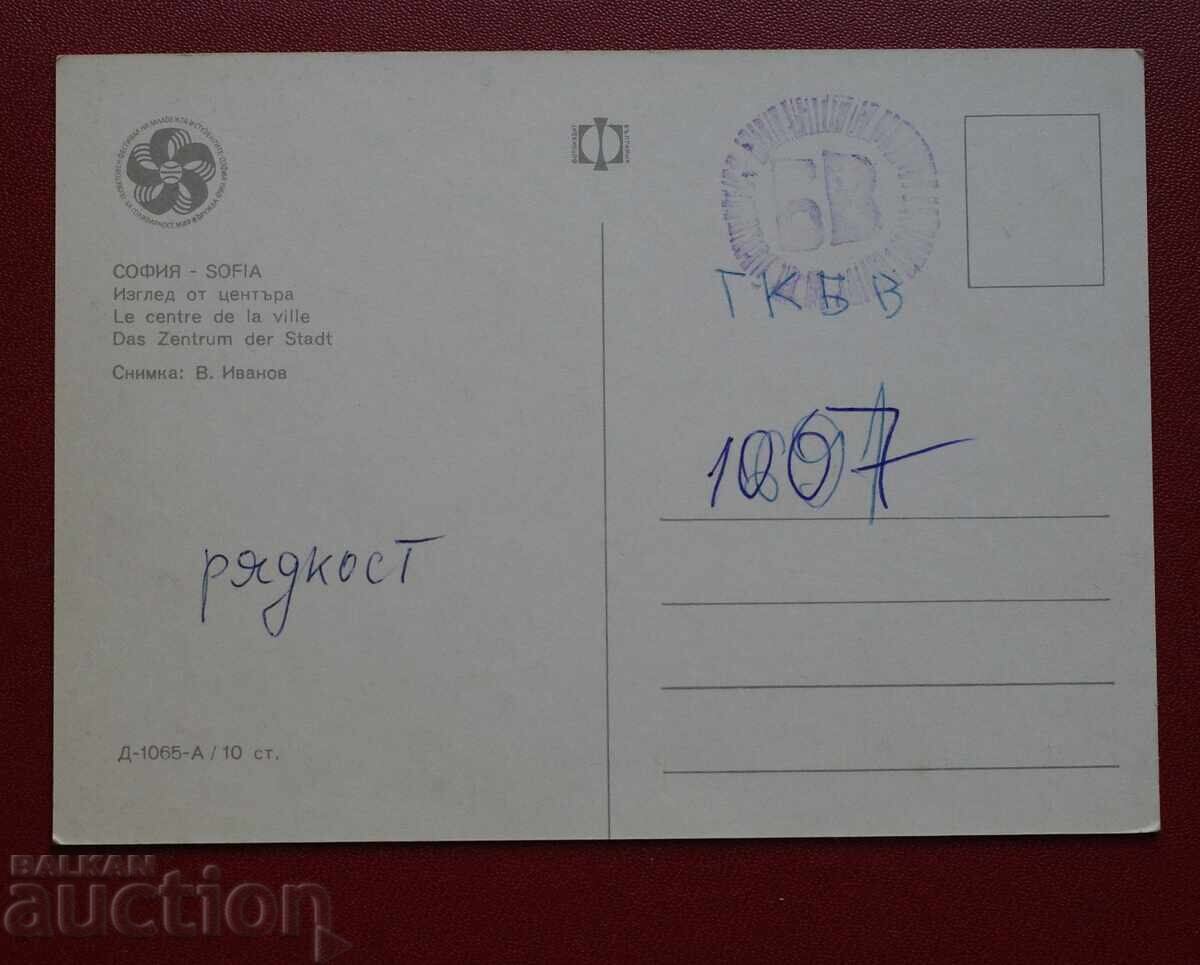 СОФИЯ - SOFIA
Изглед от центъра
Le centre de la ville
Das Zentrum der Stadt
Снимка: В. Иванов
рядкост
Д-1065-А / 10 ст.
БВ
ГКБВ
1007
BALKAN
auction